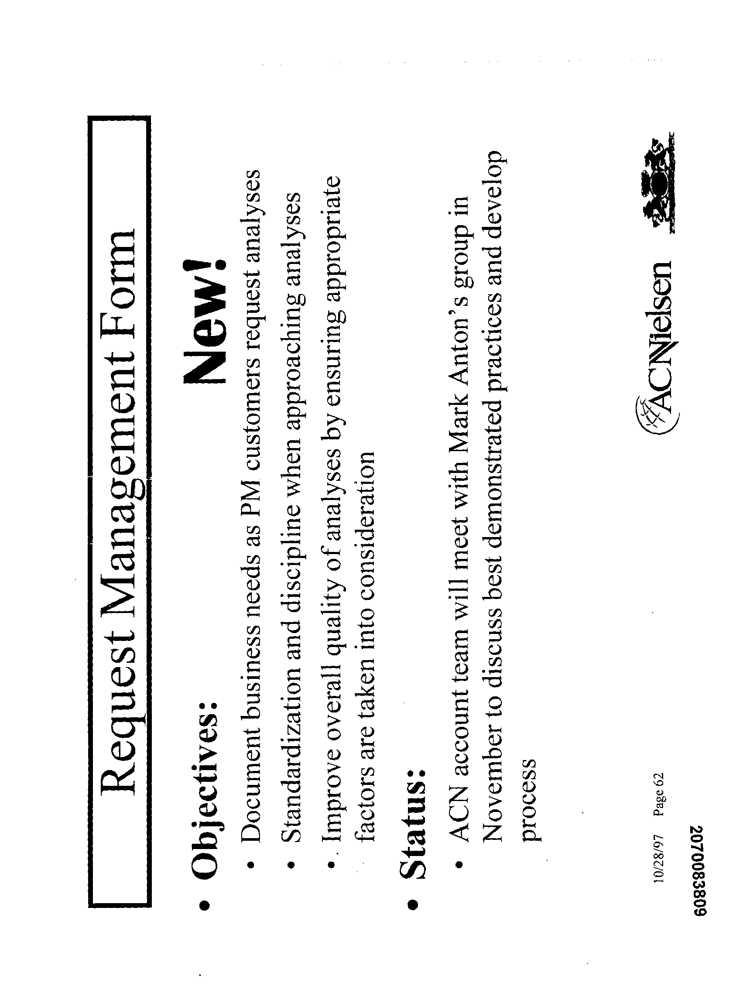 Request Management Form
• Objectives: New!
• Document business needs as PM customers request analyses
• Standardization and discipline when approaching analyses
• Improve overall quality of analyses by ensuring appropriate
factors are taken into consideration
• Status:
• ACN account team will meet with Mark Anton's group in
November to discuss best demonstrated practices and develop
process
10/28/97 Page 62
ACNielsen
2070083809